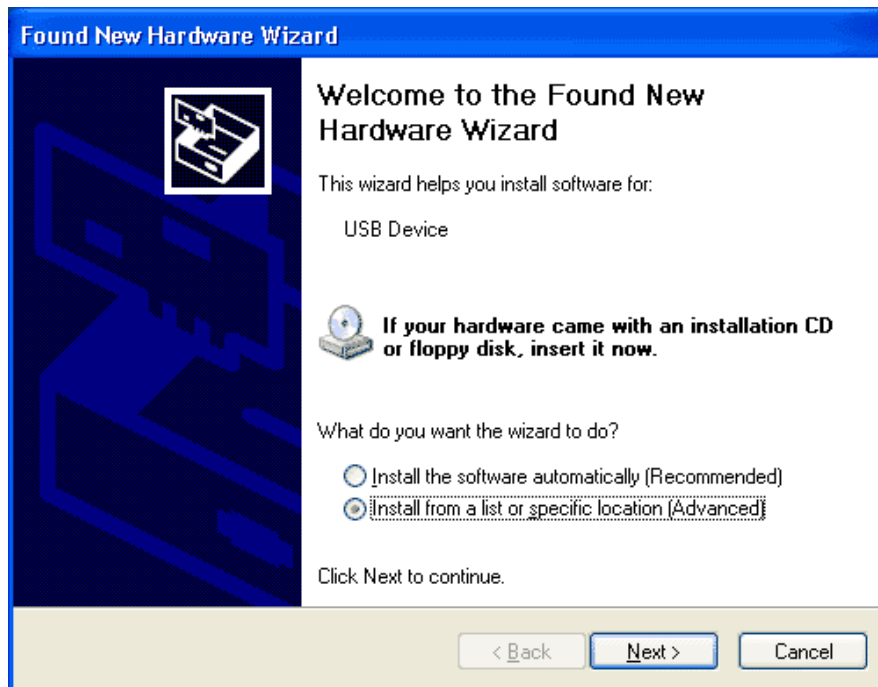 Found New Hardware Wizard
Welcome to the Found New
Hardware Wizard
This wizard helps you install software for:
USB Device
If your hardware came with an installation CD
or floppy disk, insert it now.
What do you want the wizard to do?
Install the software automatically (Recommended)
Install from a list or specific location (Advanced)
Click Next to continue.
< Back Next > Cancel